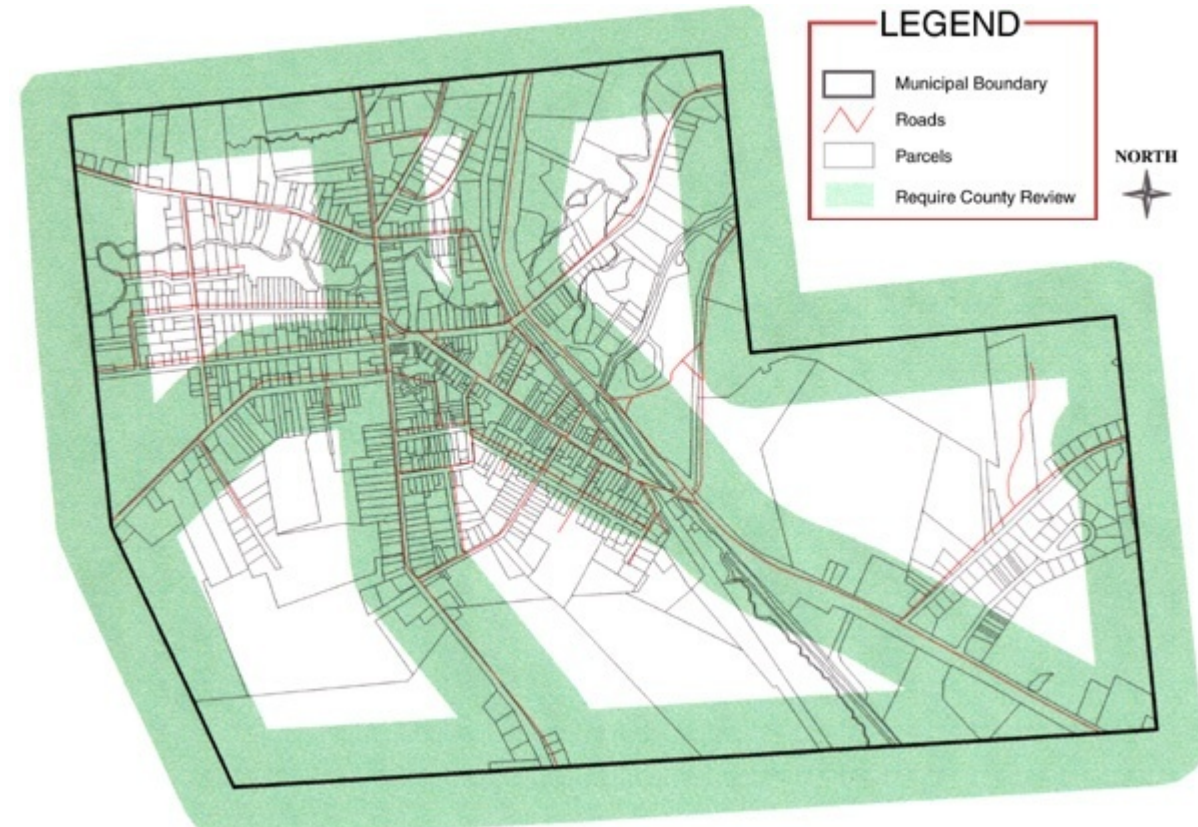 LEGEND
Municipal Boundary
Roads
Parcels
Require County Review
NORTH